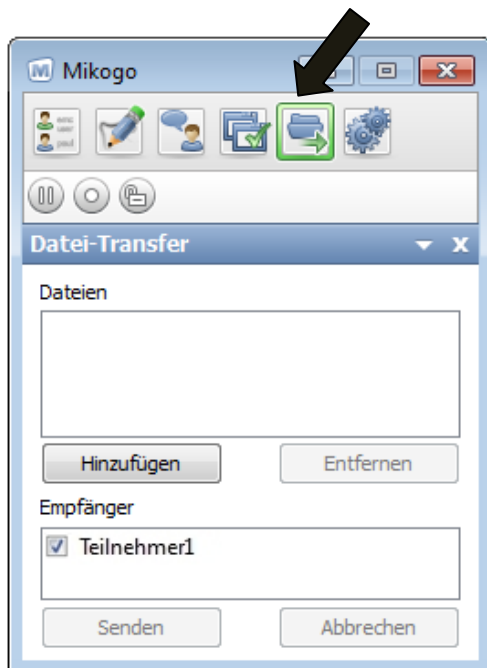 Mikogo
Datei-Transfer
Dateien
Hinzufügen
Entfernen
Empfänger
Teilnehmer1
Senden
Abbrechen